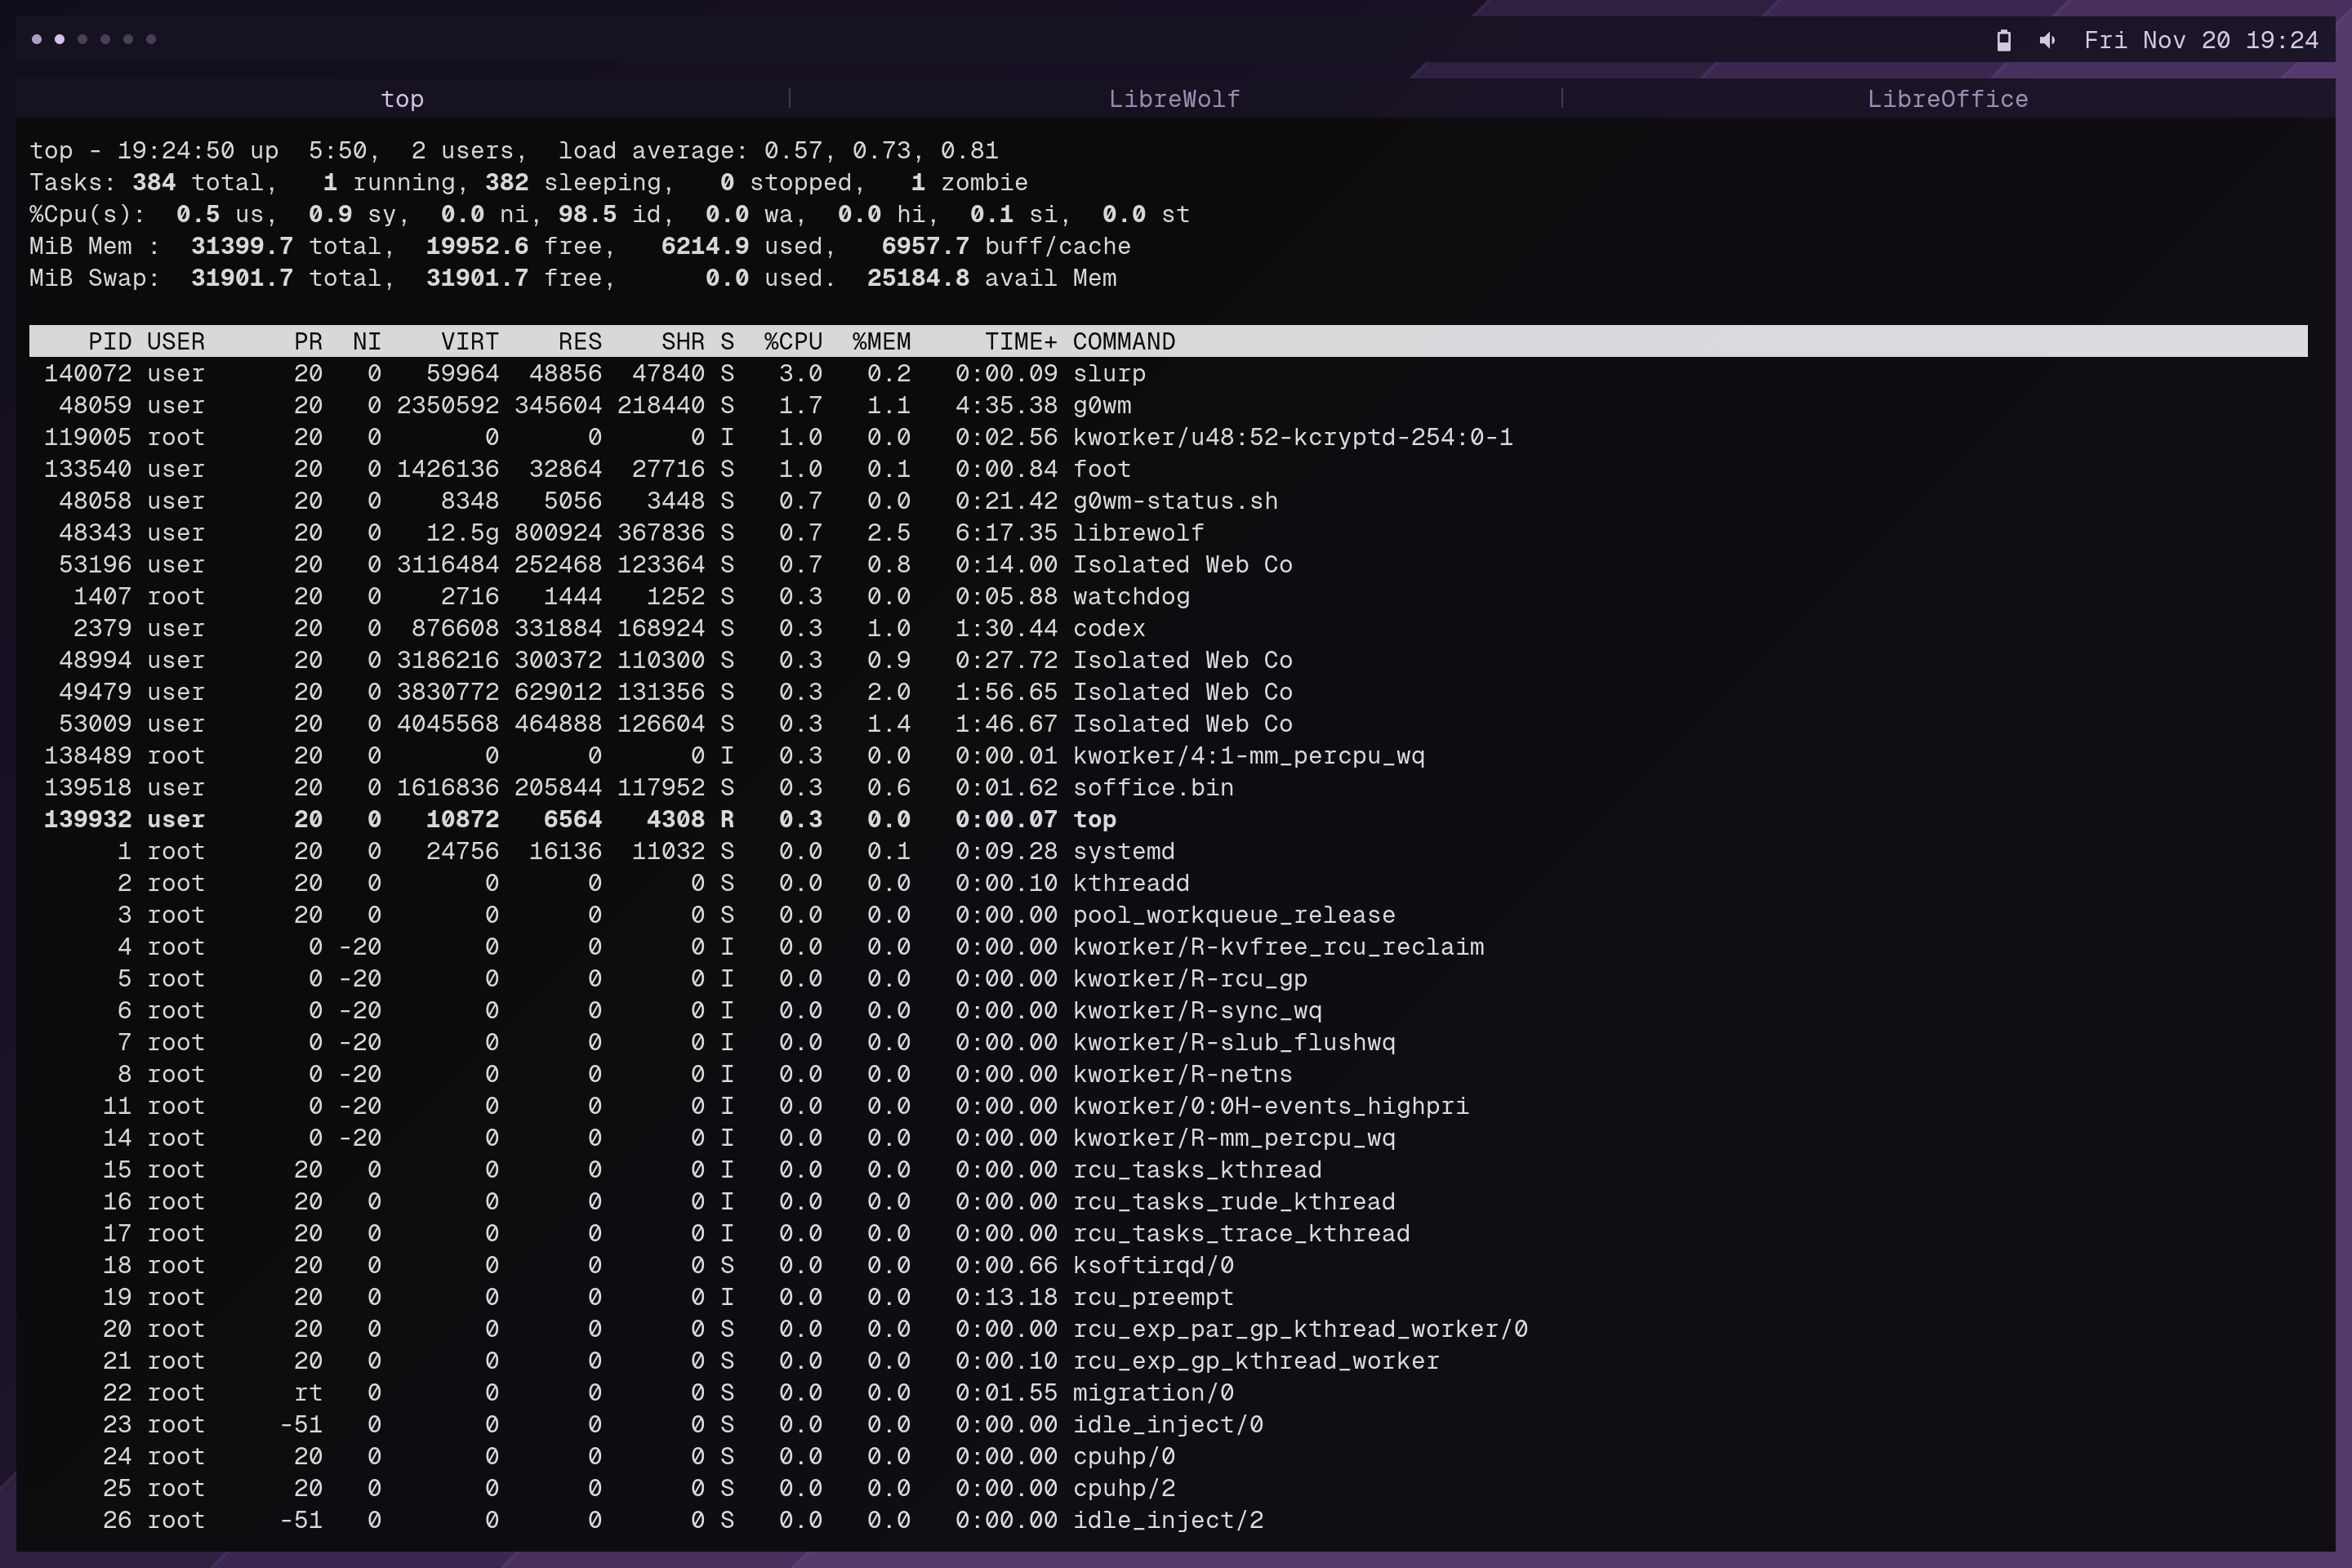 Fri Nov 20 19:24
top | LibreWolf | LibreOffice
top - 19:24:50 up  5:50,  2 users,  load average: 0.57, 0.73, 0.81
Tasks: 384 total,   1 running, 382 sleeping,   0 stopped,   1 zombie
%Cpu(s):  0.5 us,  0.9 sy,  0.0 ni, 98.5 id,  0.0 wa,  0.0 hi,  0.1 si,  0.0 st
MiB Mem :  31399.7 total,  19952.6 free,   6214.9 used,   6957.7 buff/cache
MiB Swap:  31901.7 total,  31901.7 free,      0.0 used.  25184.8 avail Mem
    PID USER      PR  NI    VIRT    RES    SHR S  %CPU  %MEM     TIME+ COMMAND
 140072 user      20   0   59964  48856  47840 S   3.0   0.2   0:00.09 slurp
  48059 user      20   0 2350592 345604 218440 S   1.7   1.1   4:35.38 g0wm
 119005 root      20   0       0      0      0 I   1.0   0.0   0:02.56 kworker/u48:52-kcryptd-254:0-1
 133540 user      20   0 1426136  32864  27716 S   1.0   0.1   0:00.84 foot
  48058 user      20   0    8348   5056   3448 S   0.7   0.0   0:21.42 g0wm-status.sh
  48343 user      20   0   12.5g 800924 367836 S   0.7   2.5   6:17.35 librewolf
  53196 user      20   0 3116484 252468 123364 S   0.7   0.8   0:14.00 Isolated Web Co
   1407 root      20   0    2716   1444   1252 S   0.3   0.0   0:05.88 watchdog
   2379 user      20   0  876608 331884 168924 S   0.3   1.0   1:30.44 codex
  48994 user      20   0 3186216 300372 110300 S   0.3   0.9   0:27.72 Isolated Web Co
  49479 user      20   0 3830772 629012 131356 S   0.3   2.0   1:56.65 Isolated Web Co
  53009 user      20   0 4045568 464888 126604 S   0.3   1.4   1:46.67 Isolated Web Co
 138489 root      20   0       0      0      0 I   0.3   0.0   0:00.01 kworker/4:1-mm_percpu_wq
 139518 user      20   0 1616836 205844 117952 S   0.3   0.6   0:01.62 soffice.bin
 139932 user      20   0   10872   6564   4308 R   0.3   0.0   0:00.07 top
      1 root      20   0   24756  16136  11032 S   0.0   0.1   0:09.28 systemd
      2 root      20   0       0      0      0 S   0.0   0.0   0:00.10 kthreadd
      3 root      20   0       0      0      0 S   0.0   0.0   0:00.00 pool_workqueue_release
      4 root       0 -20       0      0      0 I   0.0   0.0   0:00.00 kworker/R-kvfree_rcu_reclaim
      5 root       0 -20       0      0      0 I   0.0   0.0   0:00.00 kworker/R-rcu_gp
      6 root       0 -20       0      0      0 I   0.0   0.0   0:00.00 kworker/R-sync_wq
      7 root       0 -20       0      0      0 I   0.0   0.0   0:00.00 kworker/R-slub_flushwq
      8 root       0 -20       0      0      0 I   0.0   0.0   0:00.00 kworker/R-netns
     11 root       0 -20       0      0      0 I   0.0   0.0   0:00.00 kworker/0:0H-events_highpri
     14 root       0 -20       0      0      0 I   0.0   0.0   0:00.00 kworker/R-mm_percpu_wq
     15 root      20   0       0      0      0 I   0.0   0.0   0:00.00 rcu_tasks_kthread
     16 root      20   0       0      0      0 I   0.0   0.0   0:00.00 rcu_tasks_rude_kthread
     17 root      20   0       0      0      0 I   0.0   0.0   0:00.00 rcu_tasks_trace_kthread
     18 root      20   0       0      0      0 S   0.0   0.0   0:00.66 ksoftirqd/0
     19 root      20   0       0      0      0 I   0.0   0.0   0:13.18 rcu_preempt
     20 root      20   0       0      0      0 S   0.0   0.0   0:00.00 rcu_exp_par_gp_kthread_worker/0
     21 root      20   0       0      0      0 S   0.0   0.0   0:00.10 rcu_exp_gp_kthread_worker
     22 root      rt   0       0      0      0 S   0.0   0.0   0:01.55 migration/0
     23 root     -51   0       0      0      0 S   0.0   0.0   0:00.00 idle_inject/0
     24 root      20   0       0      0      0 S   0.0   0.0   0:00.00 cpuhp/0
     25 root      20   0       0      0      0 S   0.0   0.0   0:00.00 cpuhp/2
     26 root     -51   0       0      0      0 S   0.0   0.0   0:00.00 idle_inject/2